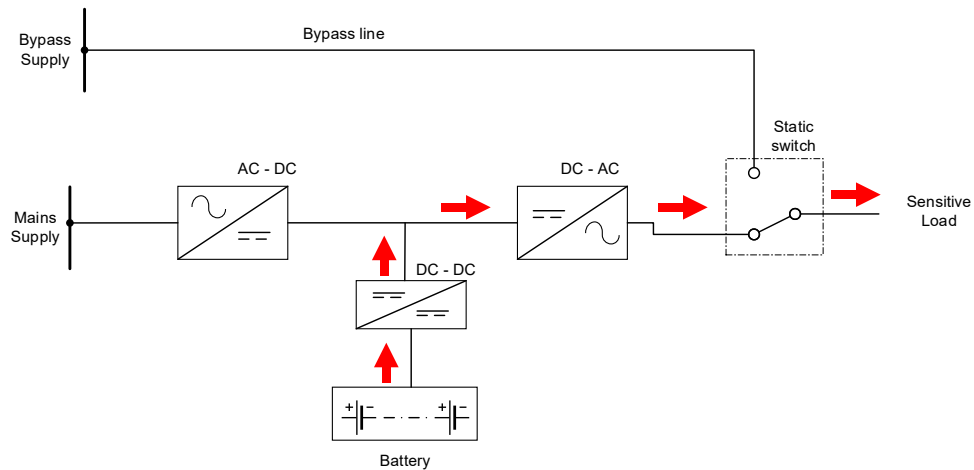 Bypass
Supply
Bypass line
Static
switch
AC - DC
DC - AC
Mains
Supply
Sensitive
Load
DC - DC
+ -
+ -
Battery